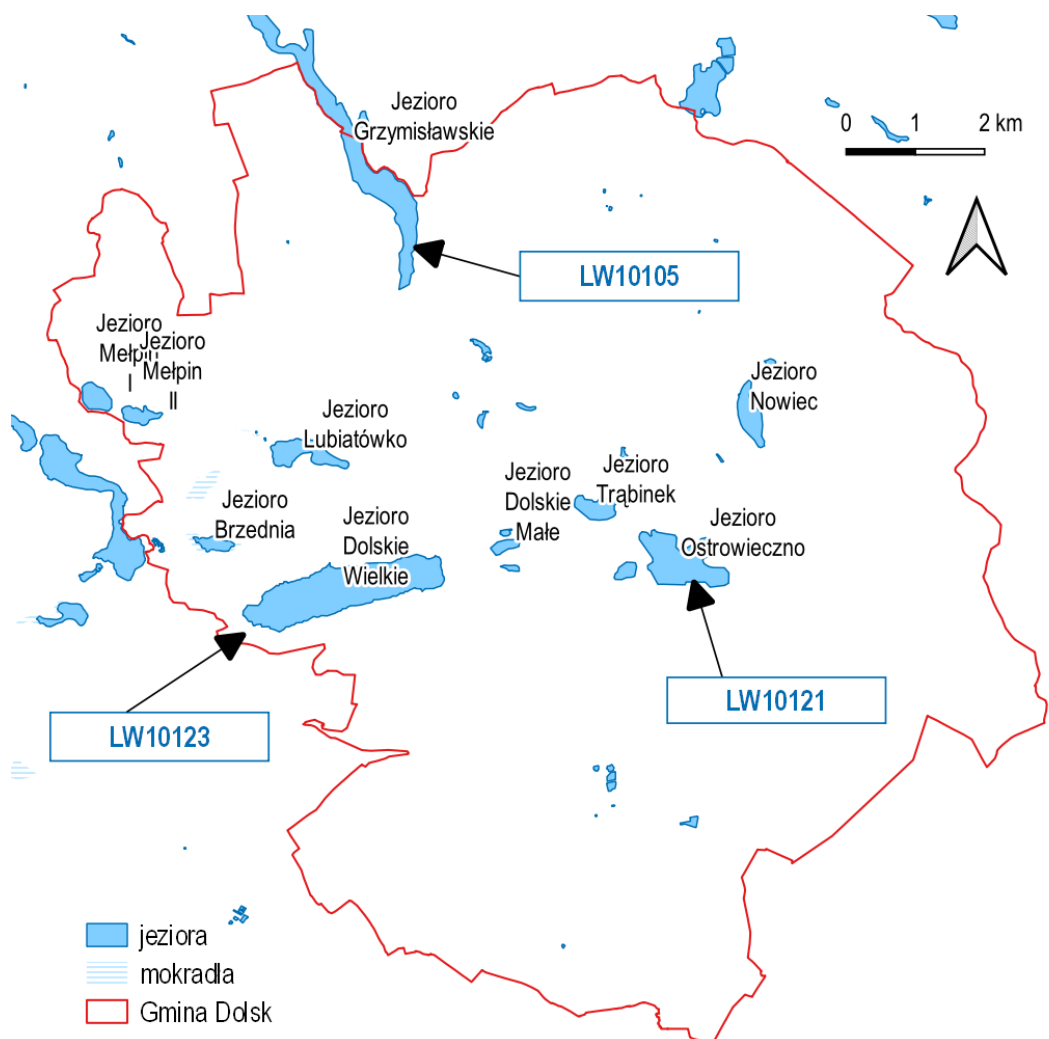 Jezioro
Grzymisławskie
0 1 2 km
LW10105
Jezioro
Mełpin
I
Jezioro
Mełpin
II
Jezioro
Nowiec
Jezioro
Lubiatówko
Jezioro
Trąbinek
Jezioro
Dolskie
Małe
Jezioro
Brzednia
Jezioro
Dolskie
Wielkie
Jezioro
Ostrowieczno
LW10121
LW10123
jeziora
mokradla
Gmina Dolsk